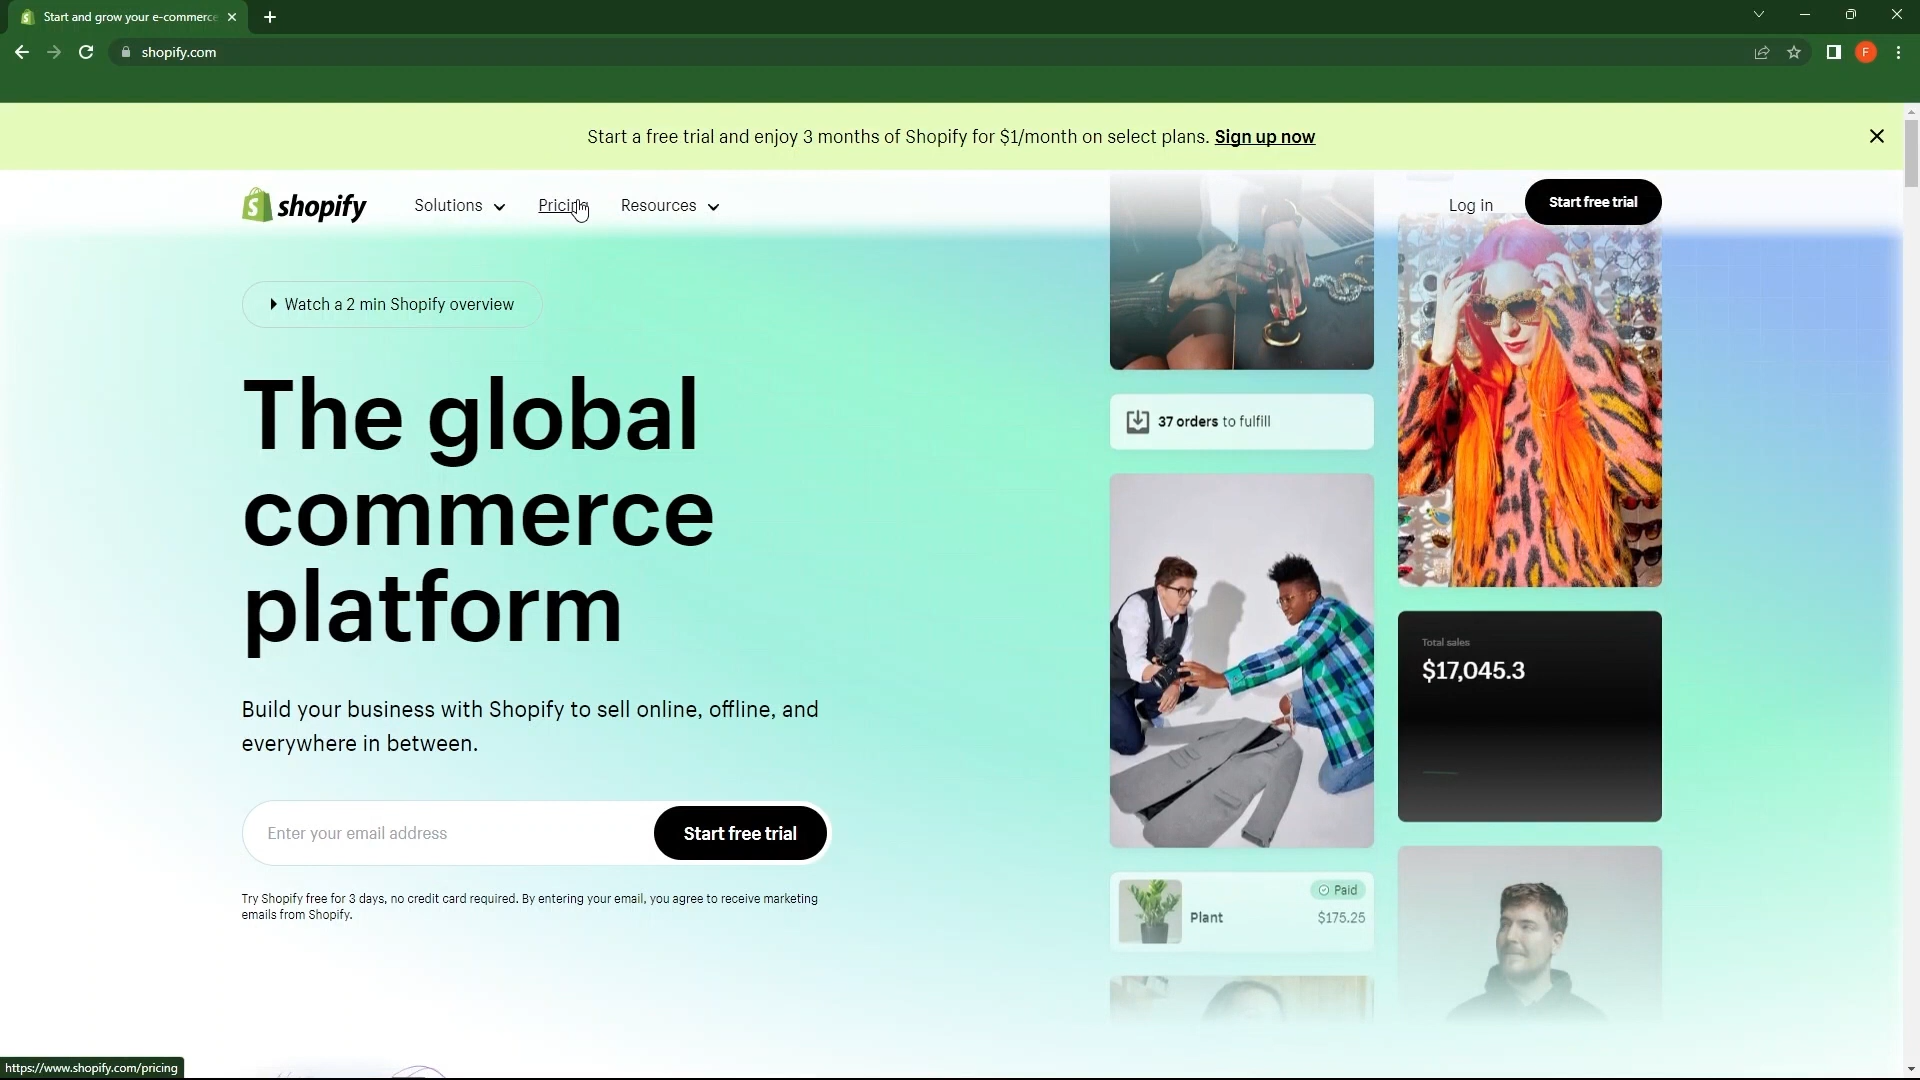 Start and grow your e-commerce
shopify.com
F
Start a free trial and enjoy 3 months of Shopify for $1/month on select plans. Sign up now
shopify
Solutions
Pricing
Resources
Log in
Start free trial
Watch a 2 min Shopify overview
The global
commerce
platform
Build your business with Shopify to sell online, offline, and
everywhere in between.
Enter your email address
Start free trial
Try Shopify free for 3 days, no credit card required. By entering your email, you agree to receive marketing
emails from Shopify.
37 orders to fulfill
Total sales
$17,045.3
Paid
Plant
$175.25
https://www.shopify.com/pricing